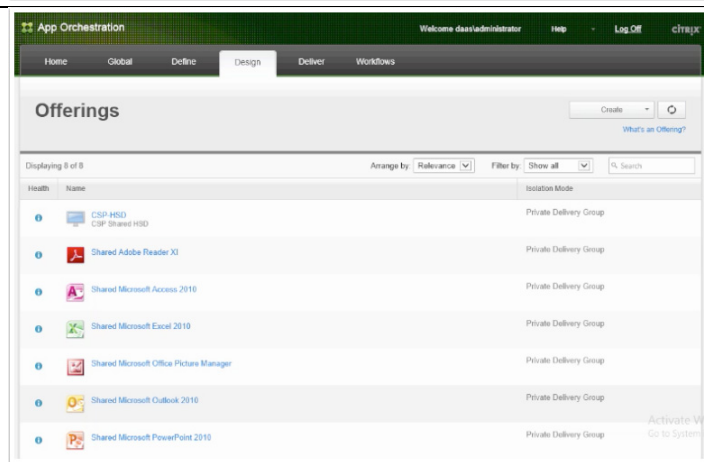 App Orchestration Welcome daas\administrator Help Log Off CITRIX
Home Global Define Design Deliver Workflows
Offerings Create
What's an Offering?
Displaying 8 of 8 Arrange by: Relevance Filter by: Show all Search
Health Name Isolation Mode
CSP-HSD Private Delivery Group
CSP Shared HSD
Shared Adobe Reader XI Private Delivery Group
Shared Microsoft Access 2010 Private Delivery Group
Shared Microsoft Excel 2010 Private Delivery Group
Shared Microsoft Office Picture Manager Private Delivery Group
Shared Microsoft Outlook 2010 Private Delivery Group
Activate W
Shared Microsoft PowerPoint 2010 Private Delivery Group Go to System